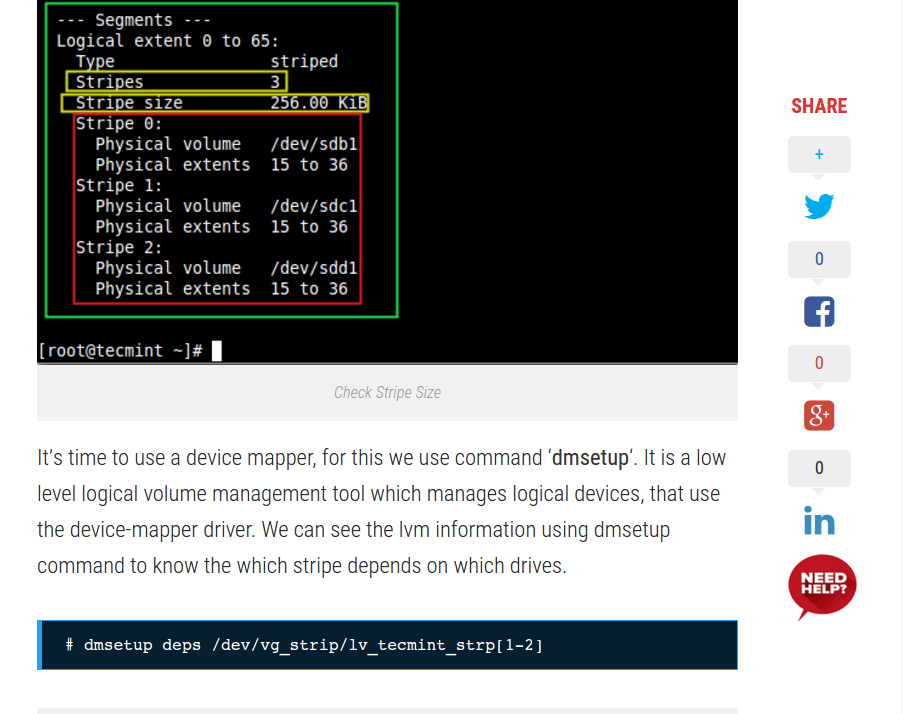 --- Segments ---
Logical extent 0 to 65:
Type striped
Stripes 3
Stripe size 256.00 KiB
Stripe 0:
Physical volume /dev/sdb1
Physical extents 15 to 36
Stripe 1:
Physical volume /dev/sdc1
Physical extents 15 to 36
Stripe 2:
Physical volume /dev/sdd1
Physical extents 15 to 36
[root@tecmint ~]#
Check Stripe Size
It’s time to use a device mapper, for this we use command ‘dmsetup‘. It is a low
level logical volume management tool which manages logical devices, that use
the device-mapper driver. We can see the lvm information using dmsetup
command to know the which stripe depends on which drives.
# dmsetup deps /dev/vg_strip/lv_tecmint_strp[1-2]
SHARE
+
0
f
0
g+
0
in
NEED
HELP?